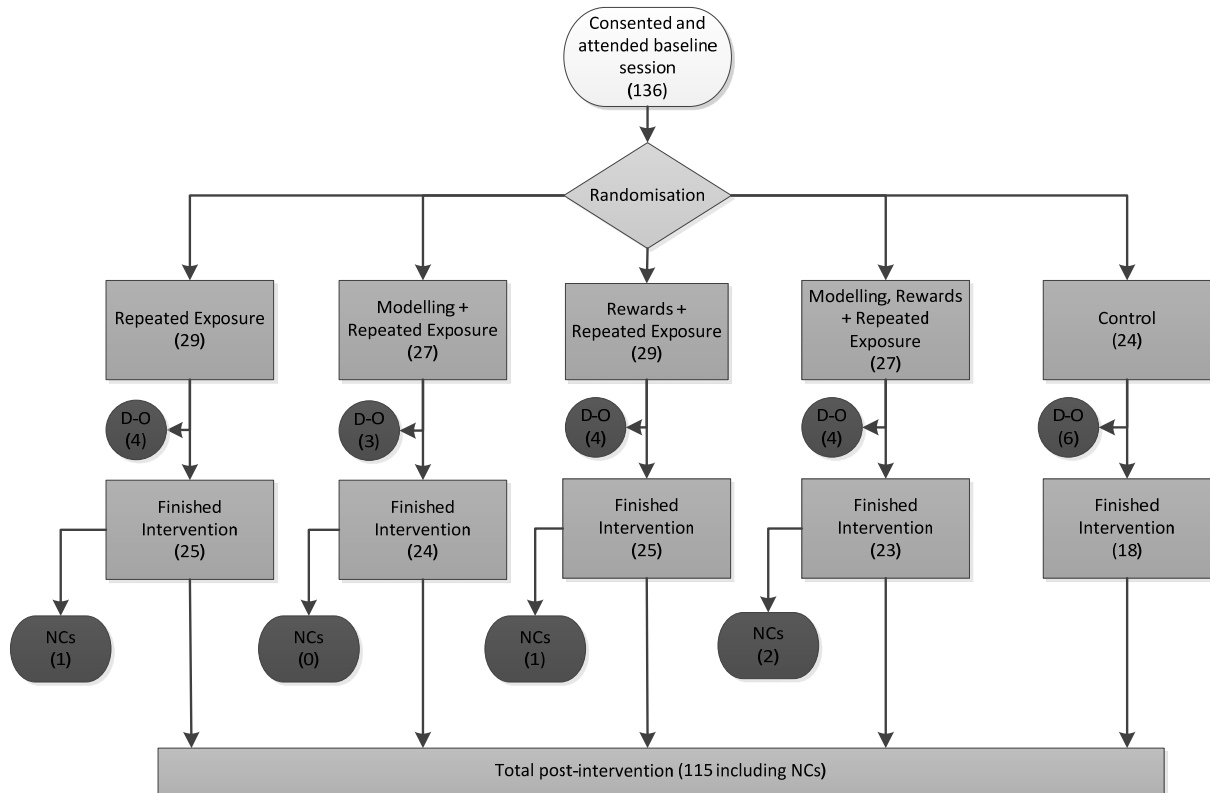 Consented and
attended baseline
session
(136)
Randomisation
Repeated Exposure
(29)
Modelling +
Repeated Exposure
(27)
Rewards +
Repeated Exposure
(29)
Modelling, Rewards
+ Repeated
Exposure
(27)
Control
(24)
D-O
(4)
D-O
(3)
D-O
(4)
D-O
(4)
D-O
(6)
Finished
Intervention
(25)
Finished
Intervention
(24)
Finished
Intervention
(25)
Finished
Intervention
(23)
Finished
Intervention
(18)
NCs
(1)
NCs
(0)
NCs
(1)
NCs
(2)
Total post-intervention (115 including NCs)